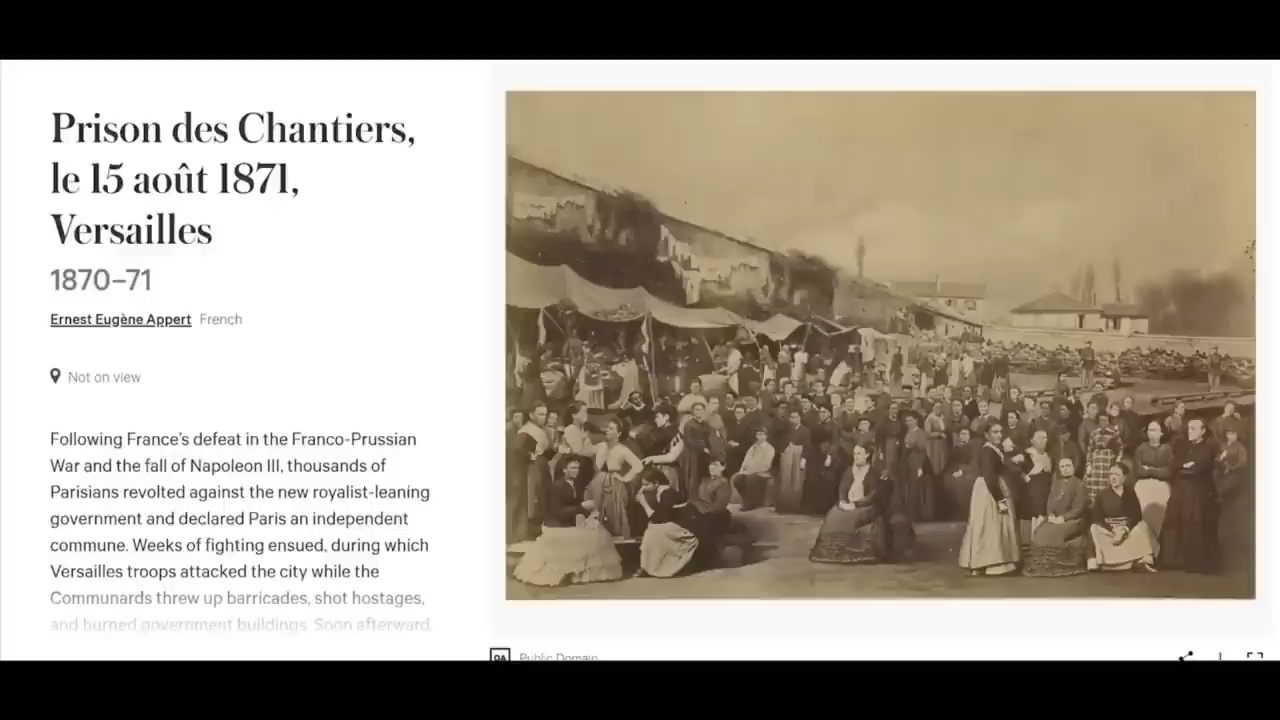 Prison des Chantiers,
le 15 août 1871,
Versailles
1870–71
Ernest Eugène Appert French
Not on view
Following France's defeat in the Franco-Prussian
War and the fall of Napoleon III, thousands of
Parisians revolted against the new royalist-leaning
government and declared Paris an independent
commune. Weeks of fighting ensued, during which
Versailles troops attacked the city while the
Communards threw up barricades, shot hostages,
and burned government buildings. Soon afterward,
OA Public Domain